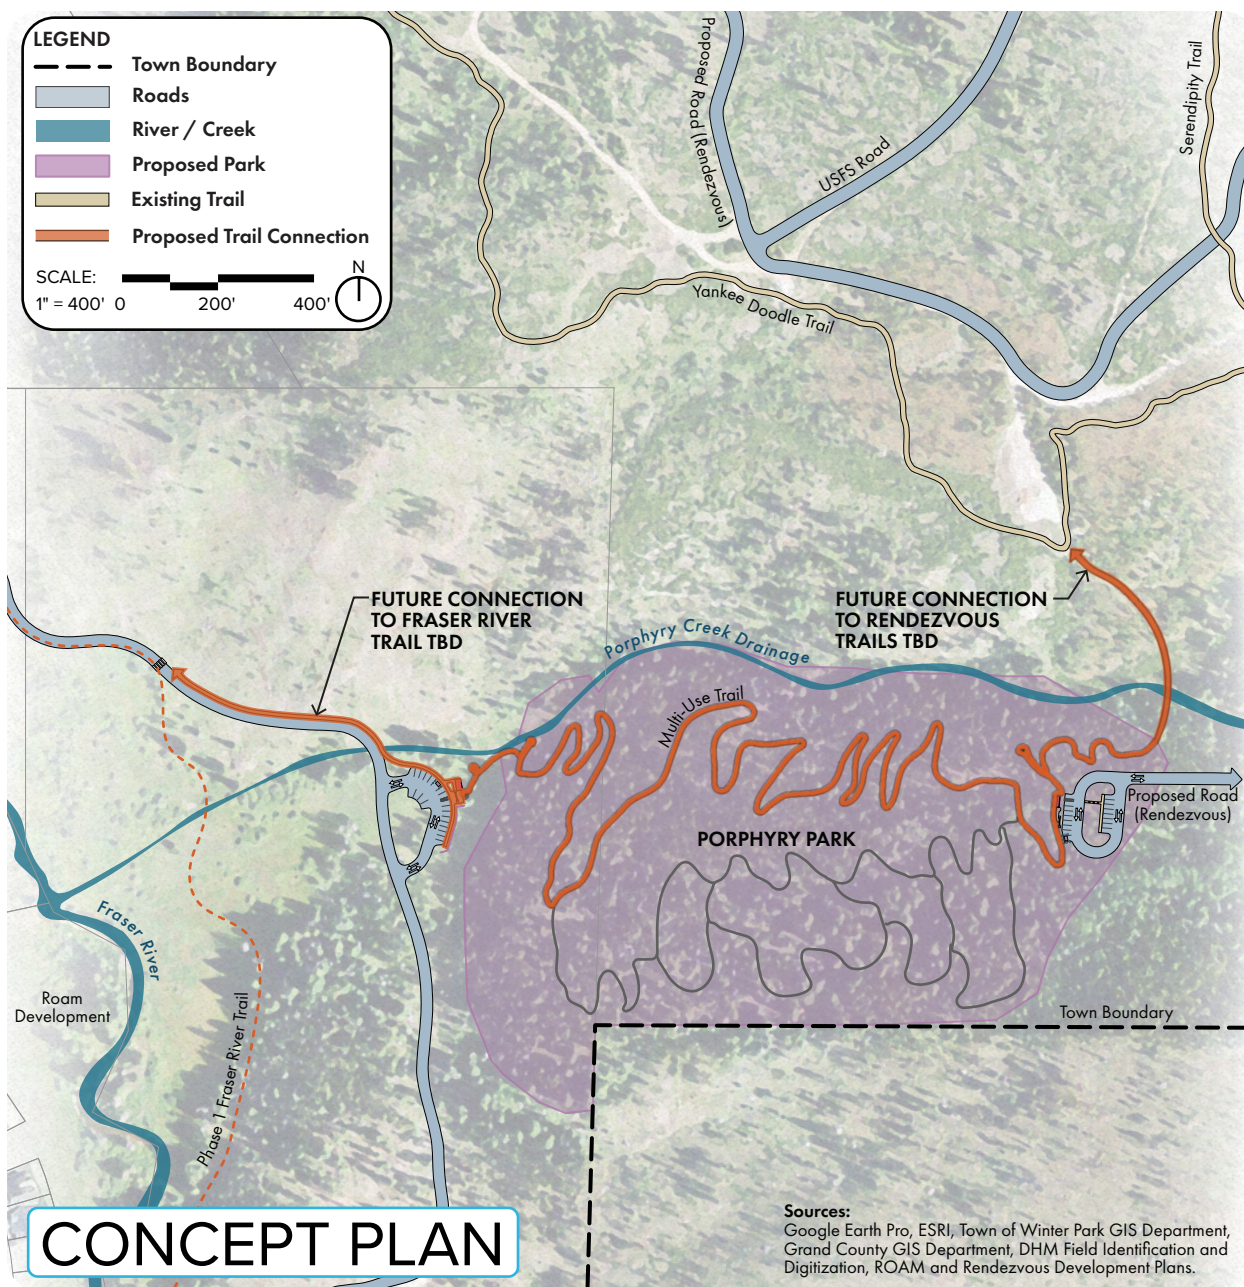 LEGEND
Town Boundary
Roads
River / Creek
Proposed Park
Existing Trail
Proposed Trail Connection
SCALE:
1" = 400' 0 200' 400'
N
Proposed Road (Rendezvous)
USFS Road
Serendipity Trail
Yankee Doodle Trail
FUTURE CONNECTION
TO FRASER RIVER
TRAIL TBD
FUTURE CONNECTION
TO RENDEZVOUS
TRAILS TBD
Porphyry Creek Drainage
Multi-Use Trail
PORPHYRY PARK
Proposed Road
(Rendezvous)
Fraser River
Roam
Development
Phase 1 Fraser River Trail
Town Boundary
CONCEPT PLAN
Sources:
Google Earth Pro, ESRI, Town of Winter Park GIS Department,
Grand County GIS Department, DHM Field Identification and
Digitization, ROAM and Rendezvous Development Plans.